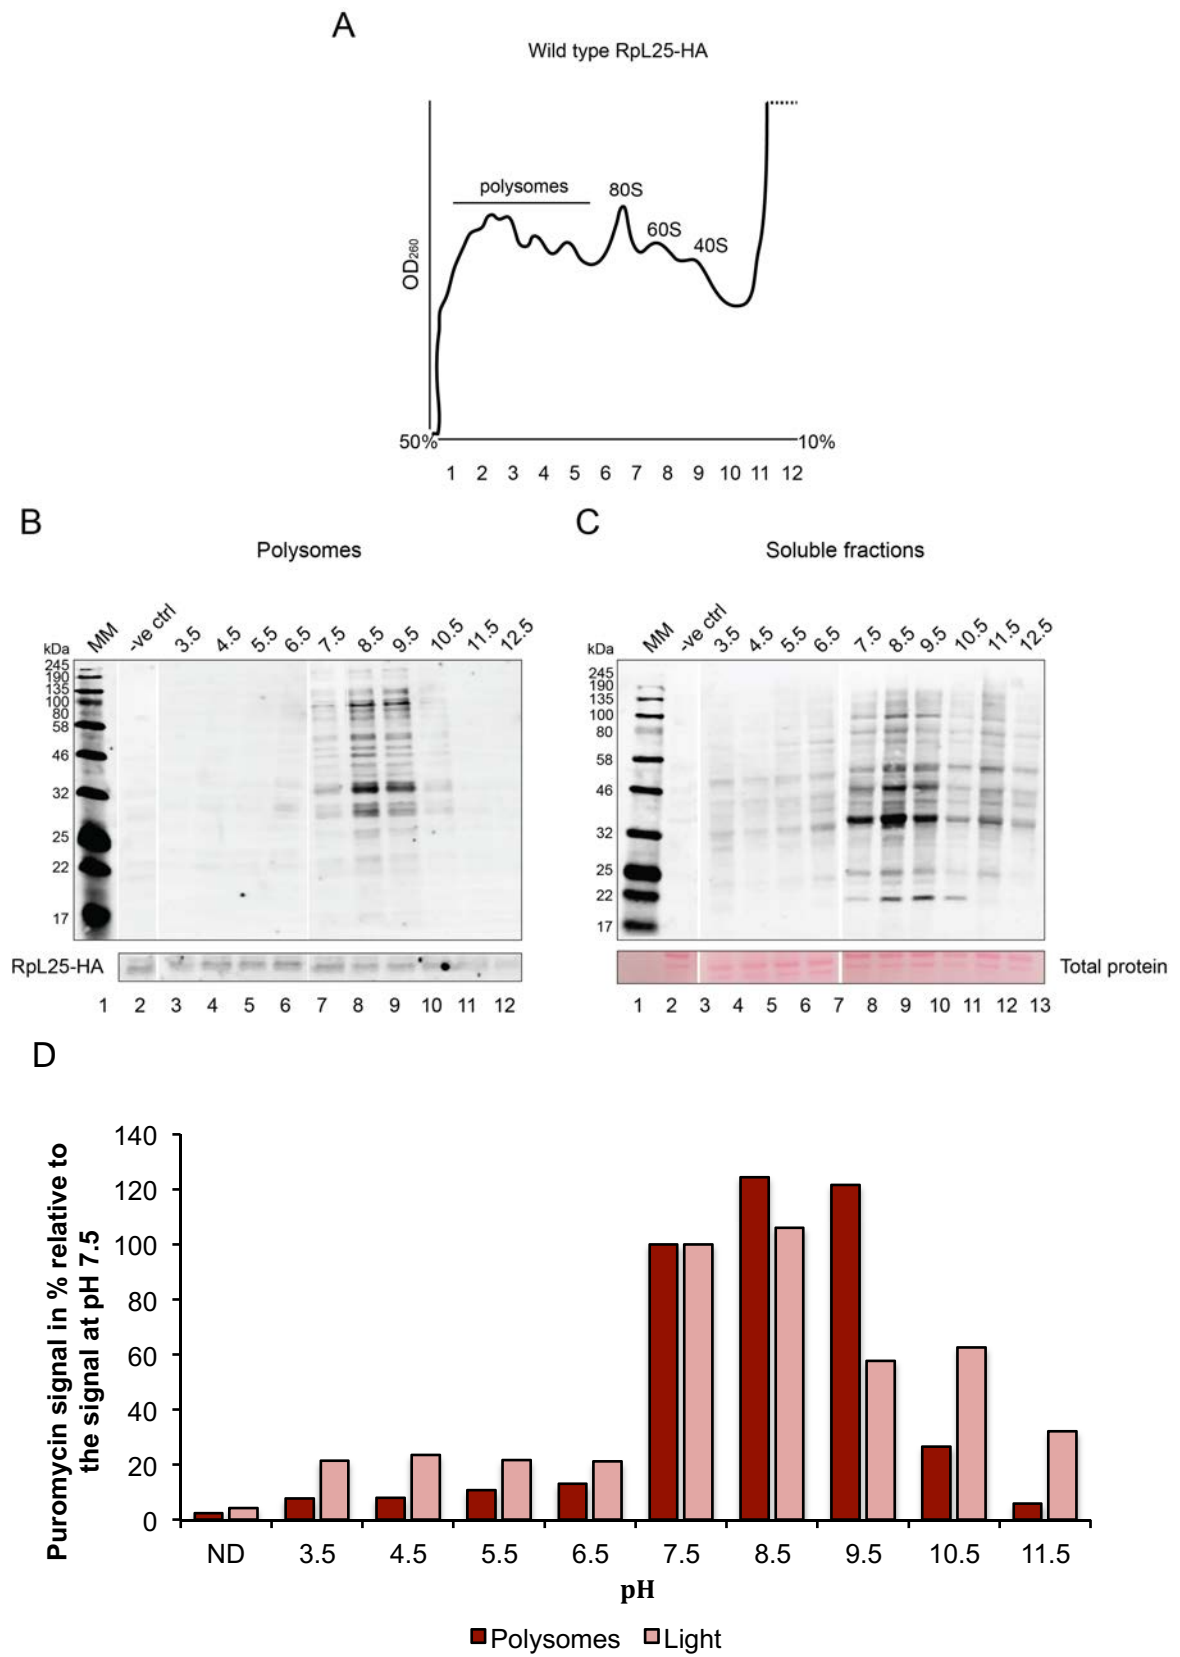 A
Wild type RpL25-HA
polysomes
80S
60S
40S
OD260
50%
10%
1 2 3 4 5 6 7 8 9 10 11 12
B
Polysomes
kDa
MM -ve ctrl 3.5 4.5 5.5 6.5 7.5 8.5 9.5 10.5 11.5 12.5
245
190
135
100
80
58
46
32
25
22
17
RpL25-HA
1 2 3 4 5 6 7 8 9 10 11 12
C
Soluble fractions
kDa
MM -ve ctrl 3.5 4.5 5.5 6.5 7.5 8.5 9.5 10.5 11.5 12.5
245
190
135
100
80
58
46
32
25
22
17
Total protein
1 2 3 4 5 6 7 8 9 10 11 12 13
D
Puromycin signal in % relative to
the signal at pH 7.5
140
120
100
80
60
40
20
0
ND 3.5 4.5 5.5 6.5 7.5 8.5 9.5 10.5 11.5
pH
Polysomes Light